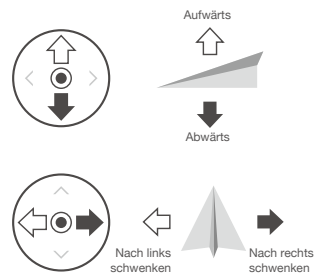 Aufwärts
Abwärts
Nach links
schwenken
Nach rechts
schwenken